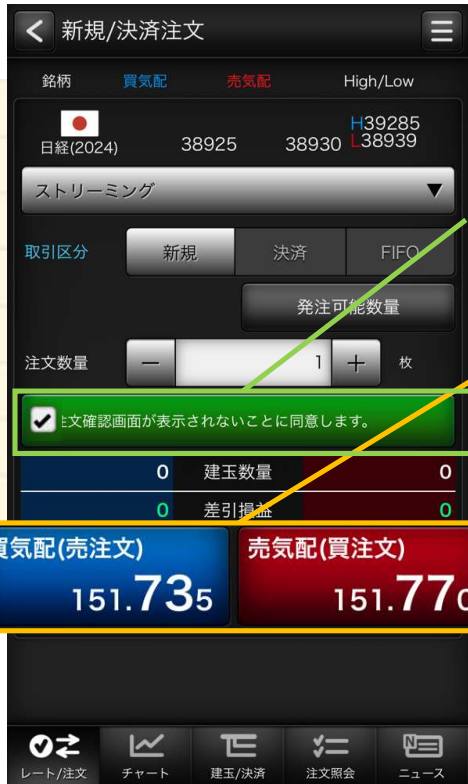 新規/決済注文
銘柄 買気配 売気配 High/Low
日経(2024) 38925 38930 H39285 L38939
ストリーミング
取引区分 新規 決済 FIFO
発注可能数量
注文数量 － 1 ＋ 枚
注文確認画面が表示されないことに同意します。
0 建玉数量 0
0 差引損益 0
買気配(売注文) 売気配(買注文)
151.735 151.770
レート/注文 チャート 建玉/決済 注文照会 ニュース